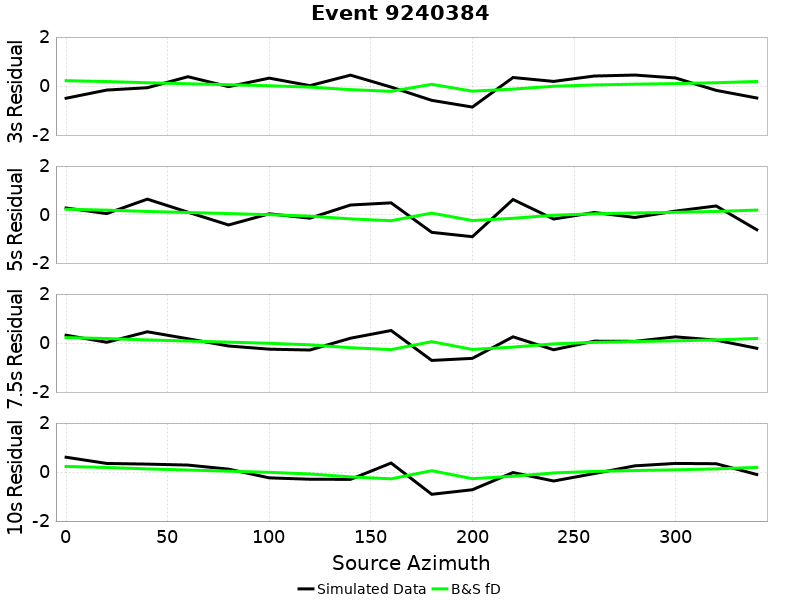 Event 9240384
3s Residual
2
0
-2
5s Residual
2
0
-2
7.5s Residual
2
0
-2
10s Residual
2
0
-2
0 50 100 150 200 250 300
Source Azimuth
Simulated Data B&S fD